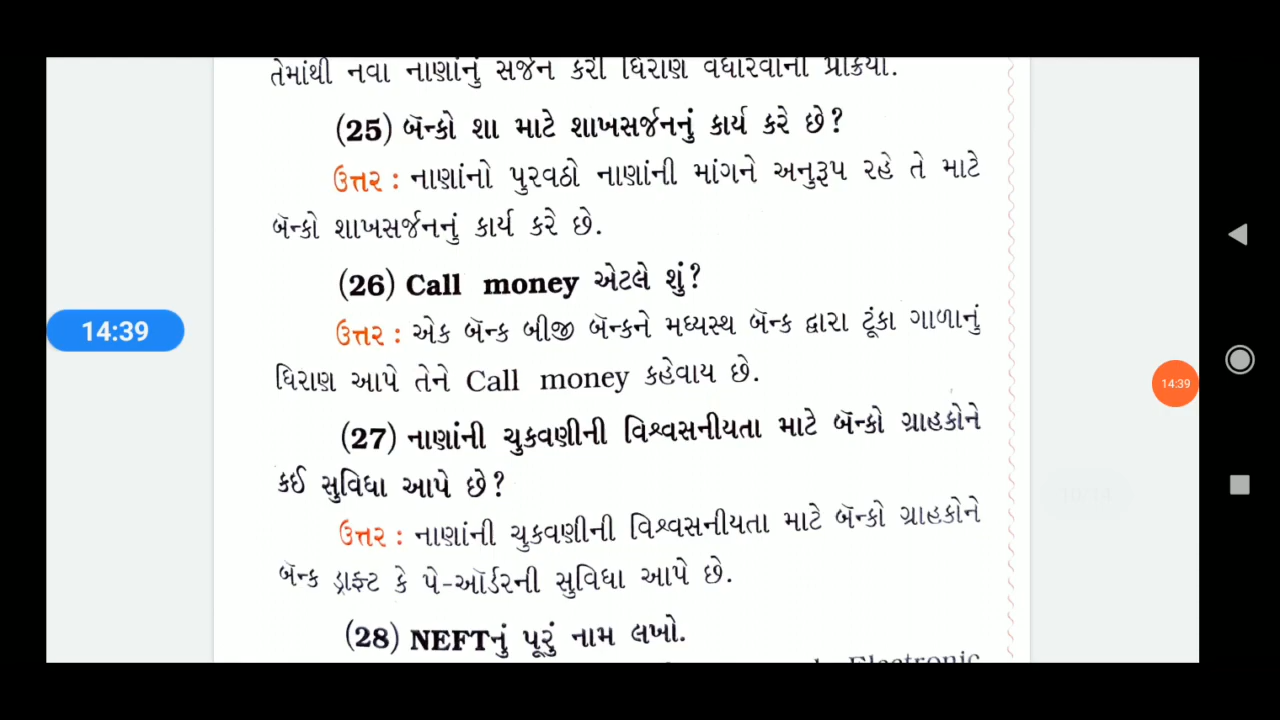 તેમાંથી નવા નાણાંનું સર્જન કરી ધિરાણ વધારવાની પ્રક્રિયા.
(25) બૅન્કો શા માટે શાખસર્જનનું કાર્ય કરે છે?
ઉત્તર : નાણાંનો પુરવઠો નાણાંની માંગને અનુરૂપ રહે તે માટે
બૅન્કો શાખસર્જનનું કાર્ય કરે છે.
(26) Call money એટલે શું?
14:39
ઉત્તર : એક બૅન્ક બીજી બૅન્કને મધ્યસ્થ બૅન્ક દ્વારા ટૂંકા ગાળાનું
ધિરાણ આપે તેને Call money કહેવાય છે.
14:39
(27) નાણાંની ચુકવણીની વિશ્વસનીયતા માટે બૅન્કો ગ્રાહકોને
કઈ સુવિધા આપે છે?
10/14
ઉત્તર : નાણાંની ચુકવણીની વિશ્વસનીયતા માટે બૅન્કો ગ્રાહકોને
બૅન્ક ડ્રાફ્ટ કે પે-ઑર્ડરની સુવિધા આપે છે.
(28) NEFTનું પૂરું નામ લખો.
Electronic